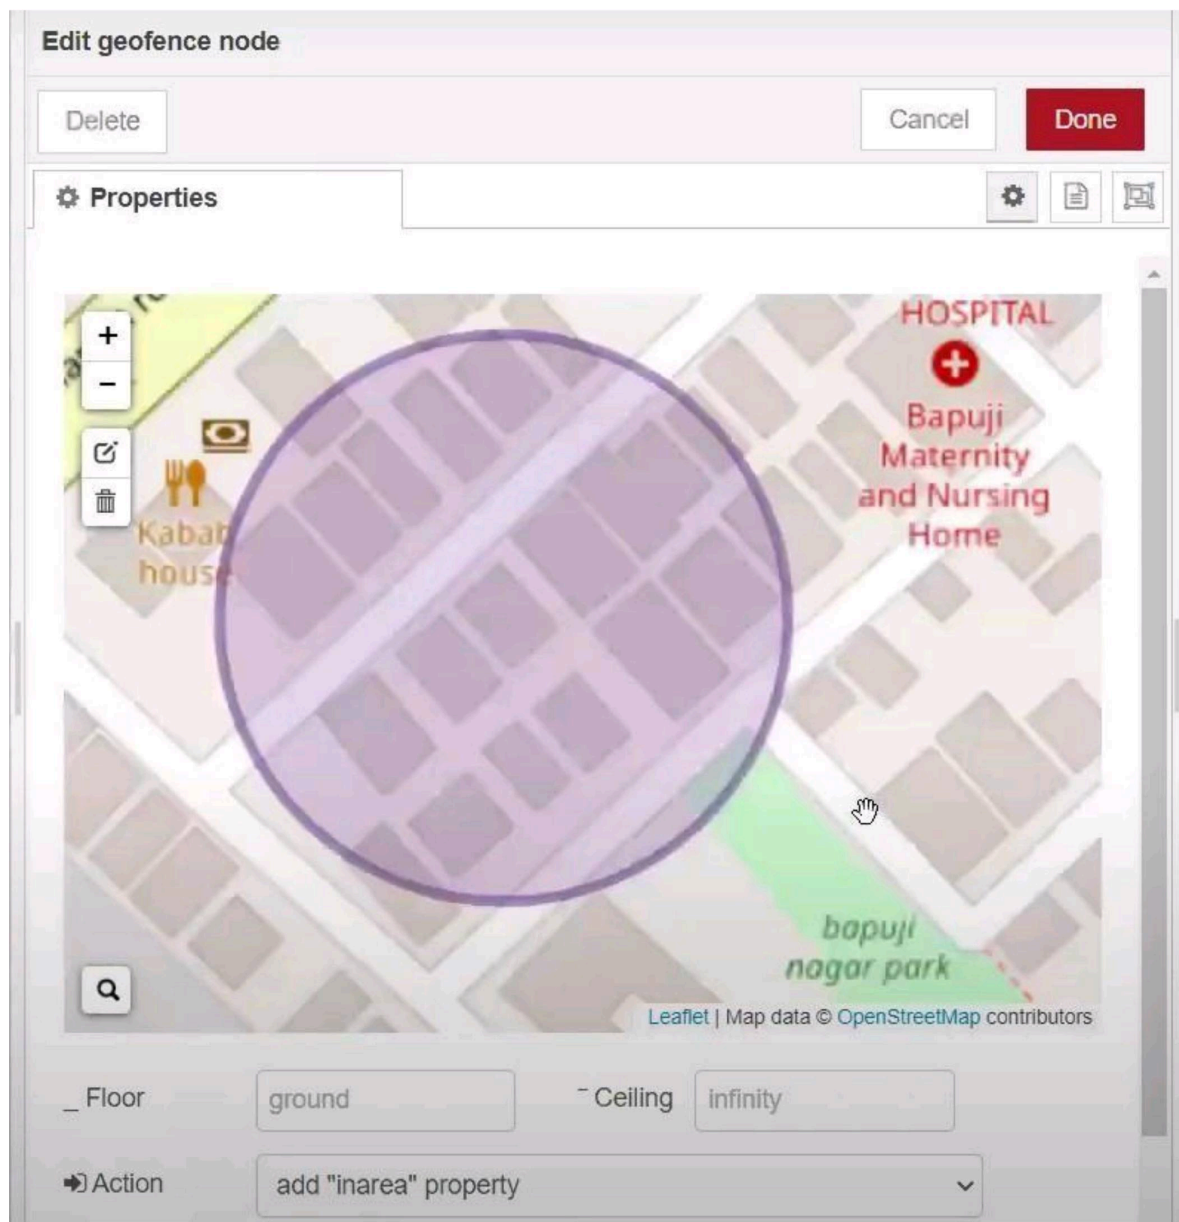 Edit geofence node
Delete
Cancel
Done
Properties
+
−
HOSPITAL
Bapuji
Maternity
and Nursing
Home
Kabab
house
bapuji
nagar park
Leaflet | Map data © OpenStreetMap contributors
_ Floor
ground
‾ Ceiling
infinity
Action
add "inarea" property